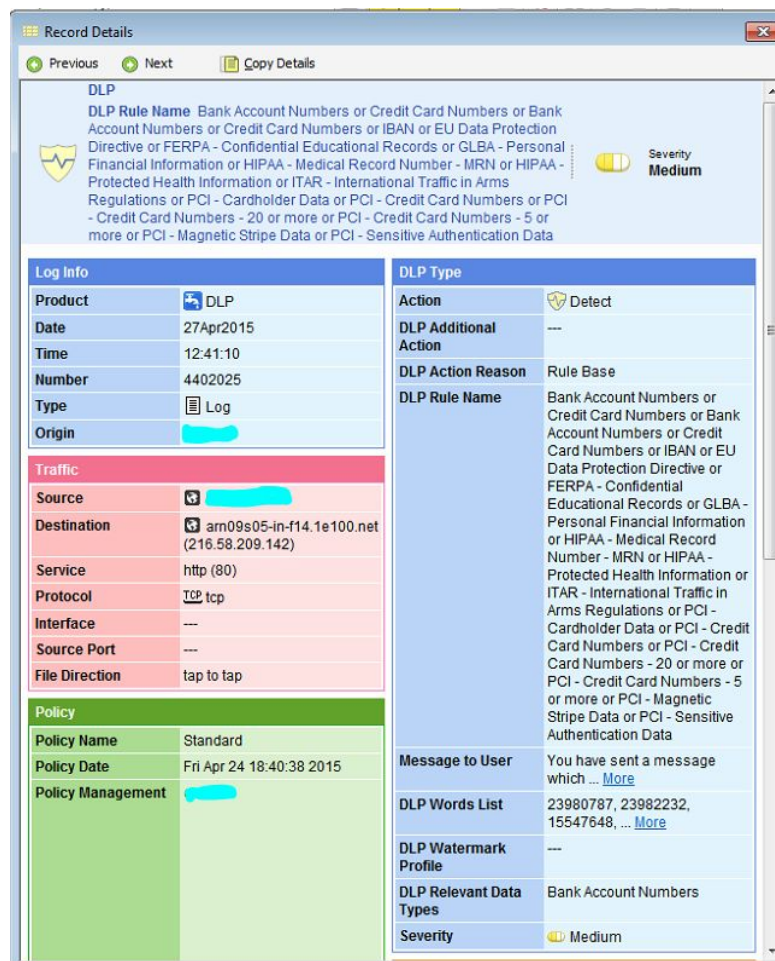 Record Details
Previous
Next
Copy Details
DLP
DLP Rule Name Bank Account Numbers or Credit Card Numbers or Bank
Account Numbers or Credit Card Numbers or IBAN or EU Data Protection
Directive or FERPA - Confidential Educational Records or GLBA - Personal
Financial Information or HIPAA - Medical Record Number - MRN or HIPAA -
Protected Health Information or ITAR - International Traffic in Arms
Regulations or PCI - Cardholder Data or PCI - Credit Card Numbers or PCI
- Credit Card Numbers - 20 or more or PCI - Credit Card Numbers - 5 or
more or PCI - Magnetic Stripe Data or PCI - Sensitive Authentication Data
Severity
Medium
Log Info
Product DLP
Date 27Apr2015
Time 12:41:10
Number 4402025
Type Log
Origin
Traffic
Source
Destination arn09s05-in-f14.1e100.net
(216.58.209.142)
Service http (80)
Protocol TCP tcp
Interface ---
Source Port ---
File Direction tap to tap
Policy
Policy Name Standard
Policy Date Fri Apr 24 18:40:38 2015
Policy Management
DLP Type
Action Detect
DLP Additional ---
Action
DLP Action Reason Rule Base
DLP Rule Name Bank Account Numbers or
Credit Card Numbers or Bank
Account Numbers or Credit
Card Numbers or IBAN or EU
Data Protection Directive or
FERPA - Confidential
Educational Records or GLBA -
Personal Financial Information
or HIPAA - Medical Record
Number - MRN or HIPAA -
Protected Health Information or
ITAR - International Traffic in
Arms Regulations or PCI -
Cardholder Data or PCI - Credit
Card Numbers or PCI - Credit
Card Numbers - 20 or more or
PCI - Credit Card Numbers - 5
or more or PCI - Magnetic
Stripe Data or PCI - Sensitive
Authentication Data
Message to User You have sent a message
which ... More
DLP Words List 23980787, 23982232,
15547648, ... More
DLP Watermark ---
Profile
DLP Relevant Data Bank Account Numbers
Types
Severity Medium